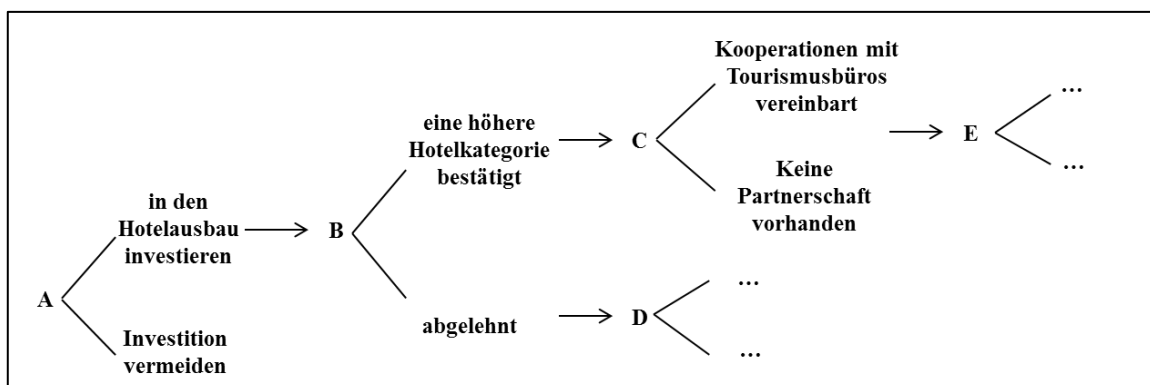 Kooperationen mit
Tourismusbüros
vereinbart
...
eine höhere
Hotelkategorie
bestätigt
C
E
...
Keine
Partnerschaft
vorhanden
in den
Hotelausbau
investieren
B
A
...
abgelehnt
D
Investition
vermeiden
...